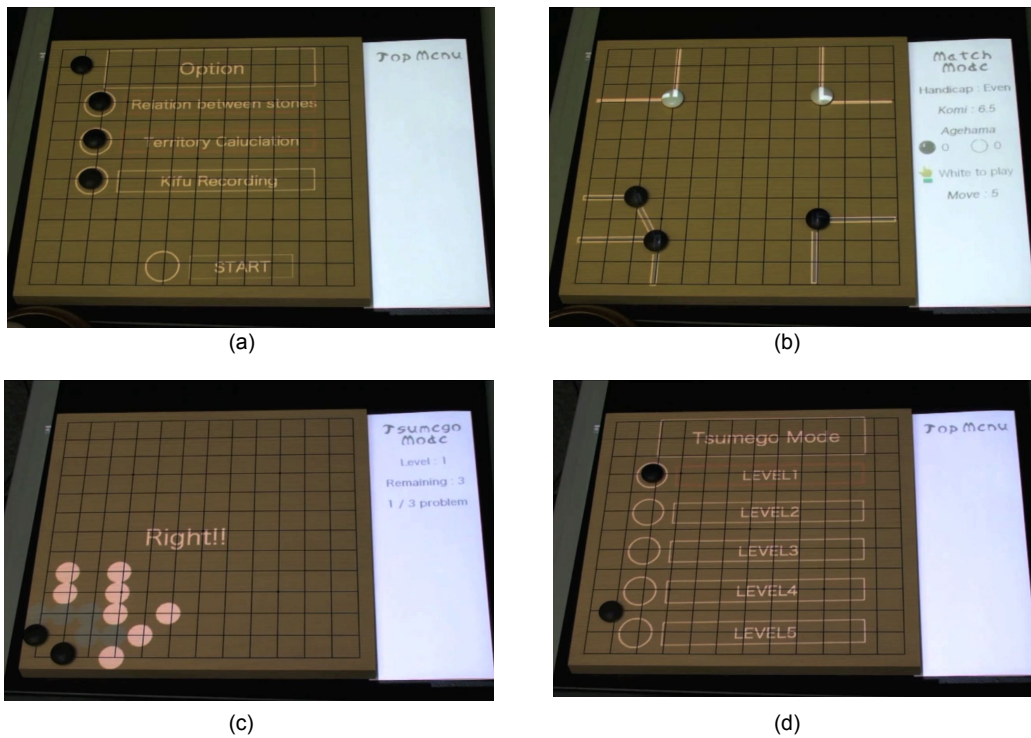 Option
Relation between stones
Territory Caluclation
Kifu Recording
START
Top Menu
(a)
Match
Mode
Handicap : Even
Komi : 6.5
Agehama
0 0
White to play
Move : 5
(b)
Right!!
Tsumego
Mode
Level : 1
Remaining : 3
1 / 3 problem
(c)
Tsumego Mode
LEVEL1
LEVEL2
LEVEL3
LEVEL4
LEVEL5
Top Menu
(d)